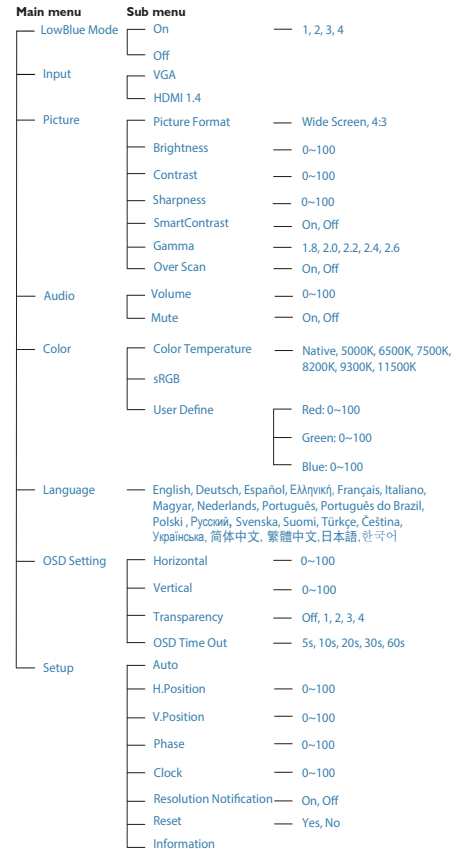 Main menu Sub menu
LowBlue Mode On 1, 2, 3, 4
Off
Input VGA
HDMI 1.4
Picture Picture Format Wide Screen, 4:3
Brightness 0~100
Contrast 0~100
Sharpness 0~100
SmartContrast On, Off
Gamma 1.8, 2.0, 2.2, 2.4, 2.6
Over Scan On, Off
Audio Volume 0~100
Mute On, Off
Color Color Temperature Native, 5000K, 6500K, 7500K,
8200K, 9300K, 11500K
sRGB
User Define Red: 0~100
Green: 0~100
Blue: 0~100
Language English, Deutsch, Español, Ελληνική, Français, Italiano,
Magyar, Nederlands, Português, Português do Brazil,
Polski , Русский, Svenska, Suomi, Türkçe, Čeština,
Українська, 简体中文, 繁體中文,日本語,한국어
OSD Setting Horizontal 0~100
Vertical 0~100
Transparency Off, 1, 2, 3, 4
OSD Time Out 5s, 10s, 20s, 30s, 60s
Setup Auto
H.Position 0~100
V.Position 0~100
Phase 0~100
Clock 0~100
Resolution Notification On, Off
Reset Yes, No
Information